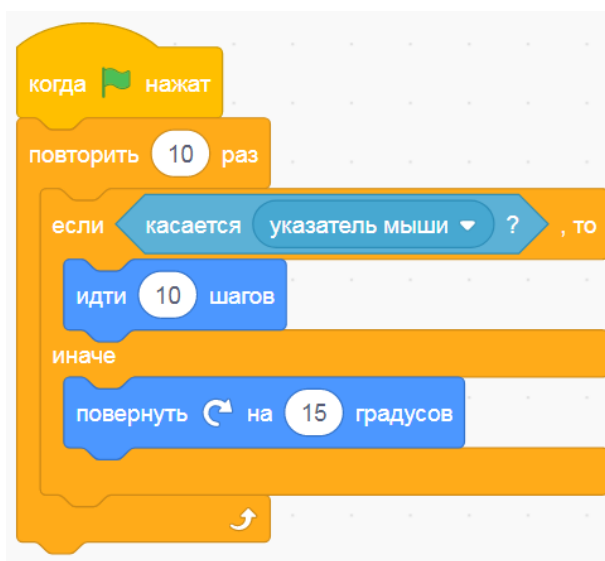 когда нажат
повторить 10 раз
если касается указатель мыши ? , то
идти 10 шагов
иначе
повернуть на 15 градусов